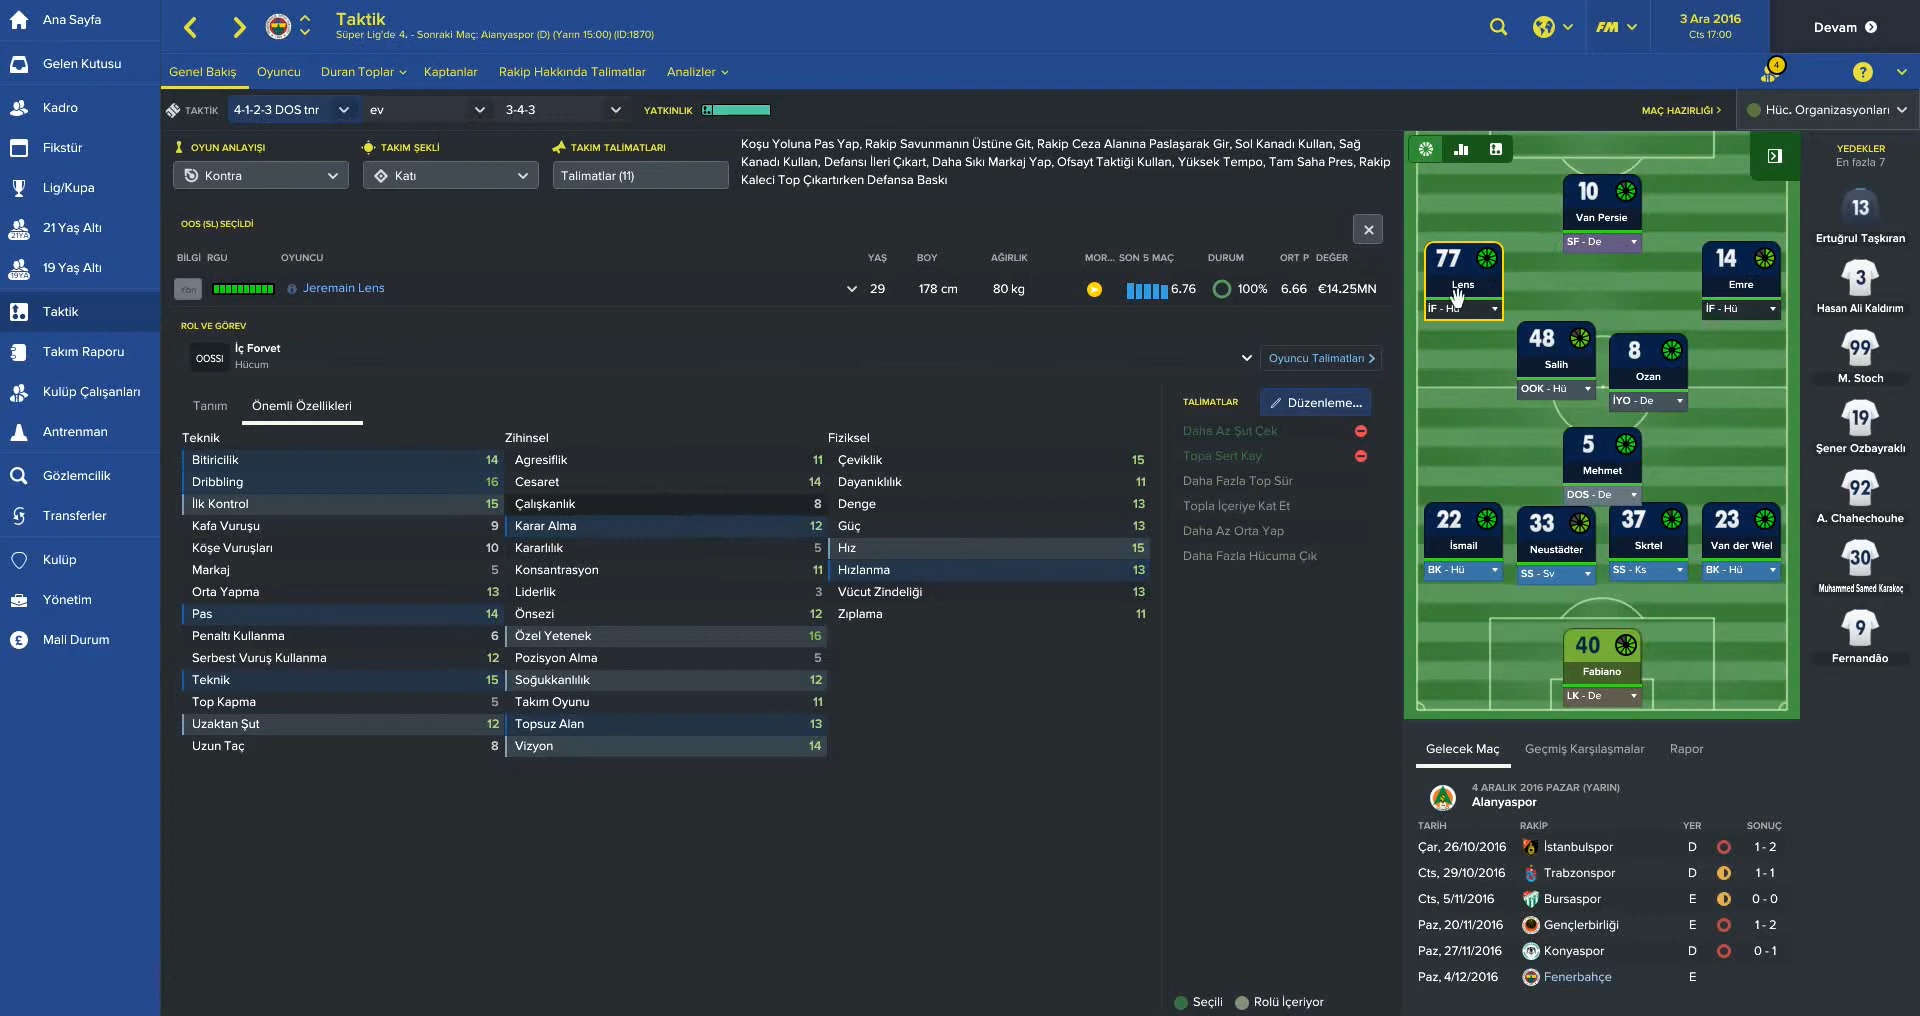 Ana Sayfa
Gelen Kutusu
Kadro
Fikstür
Lig/Kupa
21 Yaş Altı
19 Yaş Altı
Taktik
Takım Raporu
Kulüp Çalışanları
Antrenman
Gözlemcilik
Transferler
Kulüp
Yönetim
Mali Durum
Taktik
Süper Lig'de 4. - Sonraki Maç: Alanyaspor (D) (Yarın 15:00) (ID:1870)
FM
3 Ara 2016
Cts 17:00
Devam
Genel Bakış Oyuncu Duran Toplar Kaptanlar Rakip Hakkında Talimatlar Analizler
4
?
TAKTİK 4-1-2-3 DOS tnr ev 3-4-3 YATKINLIK
MAÇ HAZIRLIĞI > Hüc. Organizasyonları
OYUN ANLAYIŞI TAKIM ŞEKLİ TAKIM TALİMATLARI
Kontra Katı Talimatlar (11)
Koşu Yoluna Pas Yap, Rakip Savunmanın Üstüne Git, Rakip Ceza Alanına Paslaşarak Gir, Sol Kanadı Kullan, Sağ
Kanadı Kullan, Defansı İleri Çıkart, Daha Sıkı Markaj Yap, Ofsayt Taktiği Kullan, Yüksek Tempo, Tam Saha Pres, Rakip
Kaleci Top Çıkartırken Defansa Baskı
OOS (SL) SEÇİLDİ
BİLGİ RGU OYUNCU YAŞ BOY AĞIRLIK MOR... SON 5 MAÇ DURUM ORT P DEĞER
Jeremain Lens 29 178 cm 80 kg 6.76 100% 6.66 €14.25MN
ROL VE GÖREV
OOSSl
İç Forvet
Hücum
Oyuncu Talimatları >
Tanım Önemli Özellikleri
Teknik
Bitiricilik 14
Dribbling 16
İlk Kontrol 15
Kafa Vuruşu 9
Köşe Vuruşları 10
Markaj 5
Orta Yapma 13
Pas 14
Penaltı Kullanma 6
Serbest Vuruş Kullanma 12
Teknik 15
Top Kapma 5
Uzaktan Şut 12
Uzun Taç 8
Zihinsel
Agresiflik 11
Cesaret 14
Çalışkanlık 8
Karar Alma 12
Kararlılık 5
Konsantrasyon 11
Liderlik 3
Önsezi 12
Özel Yetenek 16
Pozisyon Alma 5
Soğukkanlılık 12
Takım Oyunu 11
Topsuz Alan 13
Vizyon 14
Fiziksel
Çeviklik 15
Dayanıklılık 11
Denge 13
Güç 13
Hız 15
Hızlanma 13
Vücut Zindeliği 13
Zıplama 11
TALİMATLAR Düzenleme...
Daha Az Şut Çek
Topa Sert Kay
Daha Fazla Top Sür
Topla İçeriye Kat Et
Daha Az Orta Yap
Daha Fazla Hücuma Çık
Seçili Rolü İçeriyor
10
Van Persie
SF - De
77
Lens
İF - Hü
14
Emre
İF - Hü
48
Salih
OOK - Hü
8
Ozan
İYO - De
5
Mehmet
DOS - De
22
İsmail
BK - Hü
33
Neustädter
SS - Sv
37
Skrtel
SS - Ks
23
Van der Wiel
BK - Hü
40
Fabiano
LK - De
YEDEKLER
En fazla 7
13
Ertuğrul Taşkıran
3
Hasan Ali Kaldırım
99
M. Stoch
19
Şener Özbayraklı
92
A. Chahechouhe
30
Muhammed Samed Karakoç
9
Fernandão
Gelecek Maç Geçmiş Karşılaşmalar Rapor
4 ARALIK 2016 PAZAR (YARIN)
Alanyaspor
TARİH RAKİP YER SONUÇ
Çar, 26/10/2016 İstanbulspor D 1 - 2
Cts, 29/10/2016 Trabzonspor D 1 - 1
Cts, 5/11/2016 Bursaspor E 0 - 0
Paz, 20/11/2016 Gençlerbirliği E 1 - 2
Paz, 27/11/2016 Konyaspor D 0 - 1
Paz, 4/12/2016 Fenerbahçe E